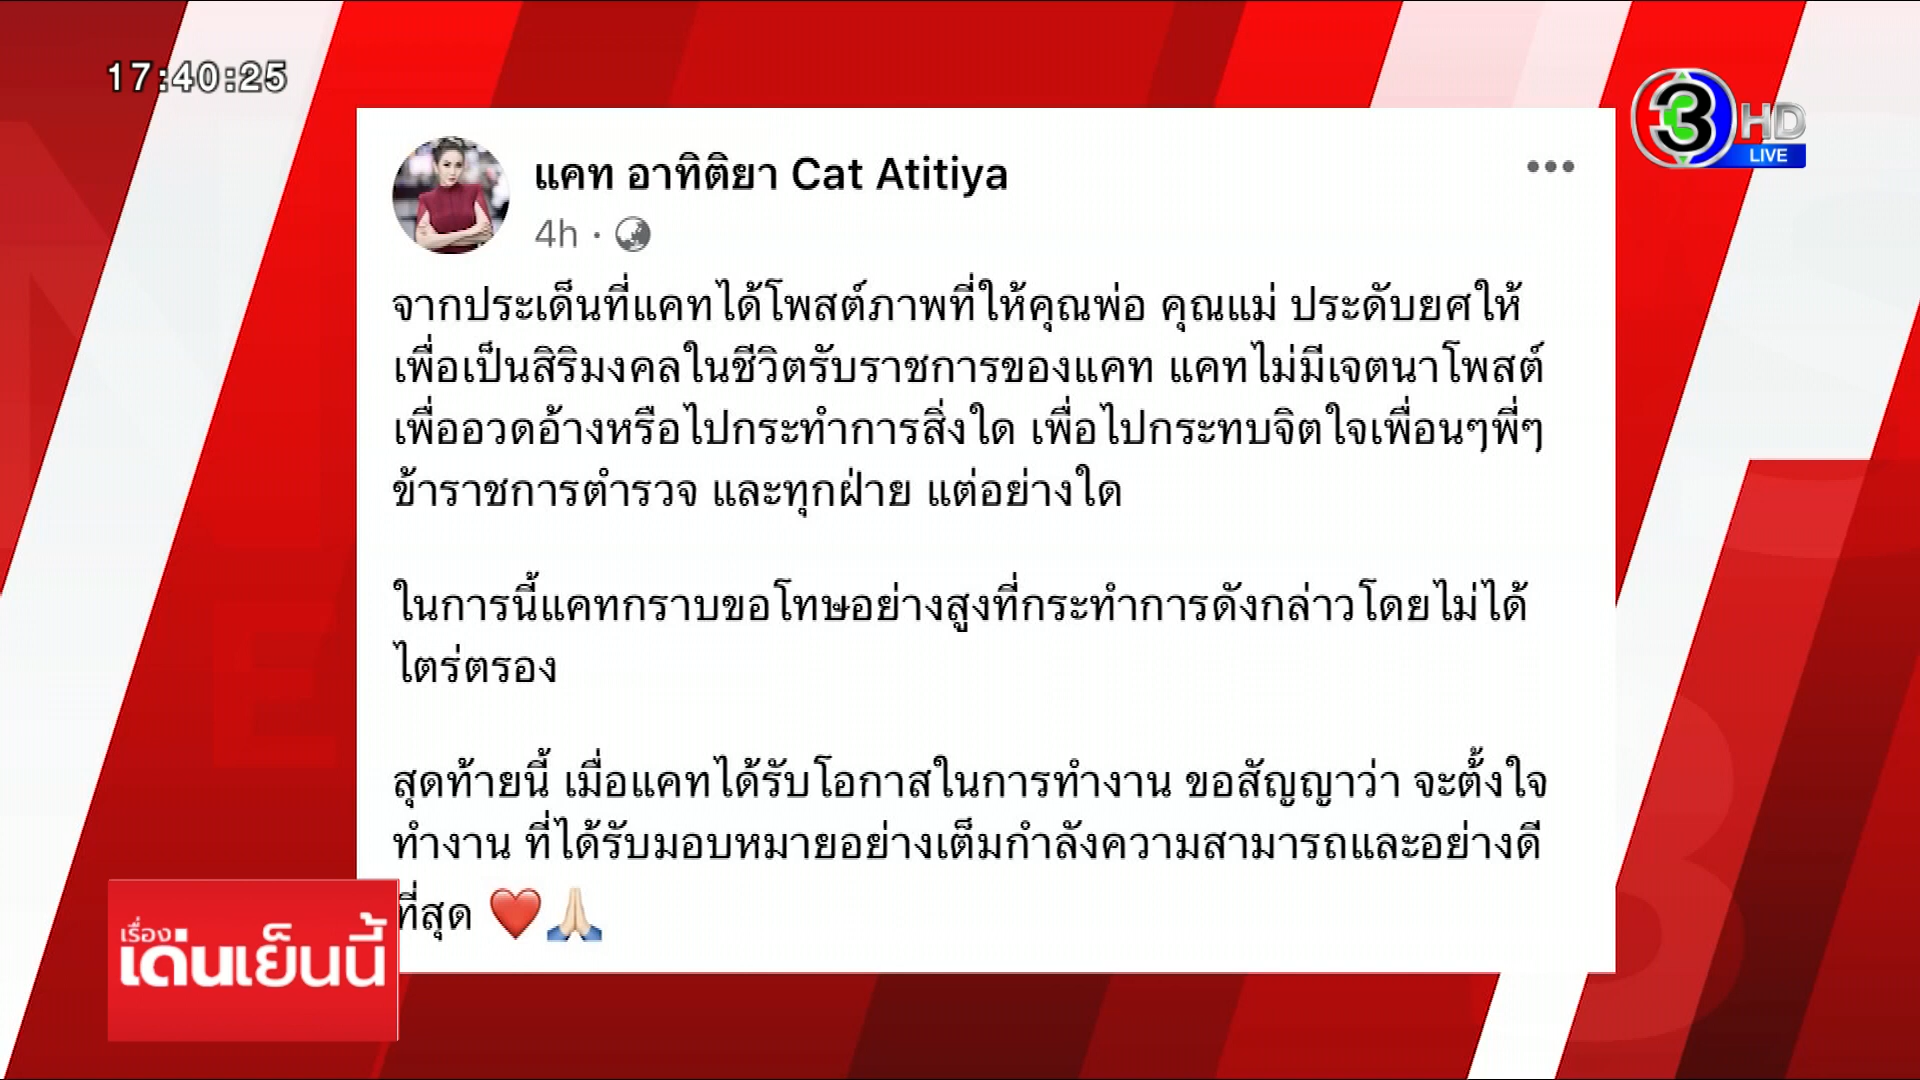 17:40:25
3 HD
LIVE
แคท อาทิติยา Cat Atitiya
4h ·
จากประเด็นที่แคทได้โพสต์ภาพที่ให้คุณพ่อ คุณแม่ ประดับยศให้
เพื่อเป็นสิริมงคลในชีวิตรับราชการของแคท แคทไม่มีเจตนาโพสต์
เพื่ออวดอ้างหรือไปกระทำการสิ่งใด เพื่อไปกระทบจิตใจเพื่อนๆพี่ๆ
ข้าราชการตำรวจ และทุกฝ่าย แต่อย่างใด
ในการนี้แคทกราบขอโทษอย่างสูงที่กระทำการดังกล่าวโดยไม่ได้
ไตร่ตรอง
สุดท้ายนี้ เมื่อแคทได้รับโอกาสในการทำงาน ขอสัญญาว่า จะตั้งใจ
ทำงาน ที่ได้รับมอบหมายอย่างเต็มกำลังความสามารถและอย่างดี
ที่สุด ❤️🙏🏻
เรื่อง
เด่นเย็นนี้